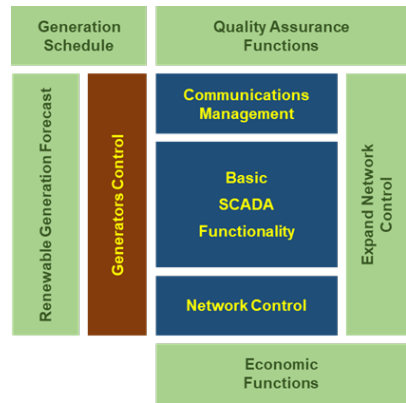 Generation
Schedule
Quality Assurance
Functions
Renewable Generation Forecast
Generators Control
Communications
Management
Basic
SCADA
Functionality
Network Control
Expand Network
Control
Economic
Functions